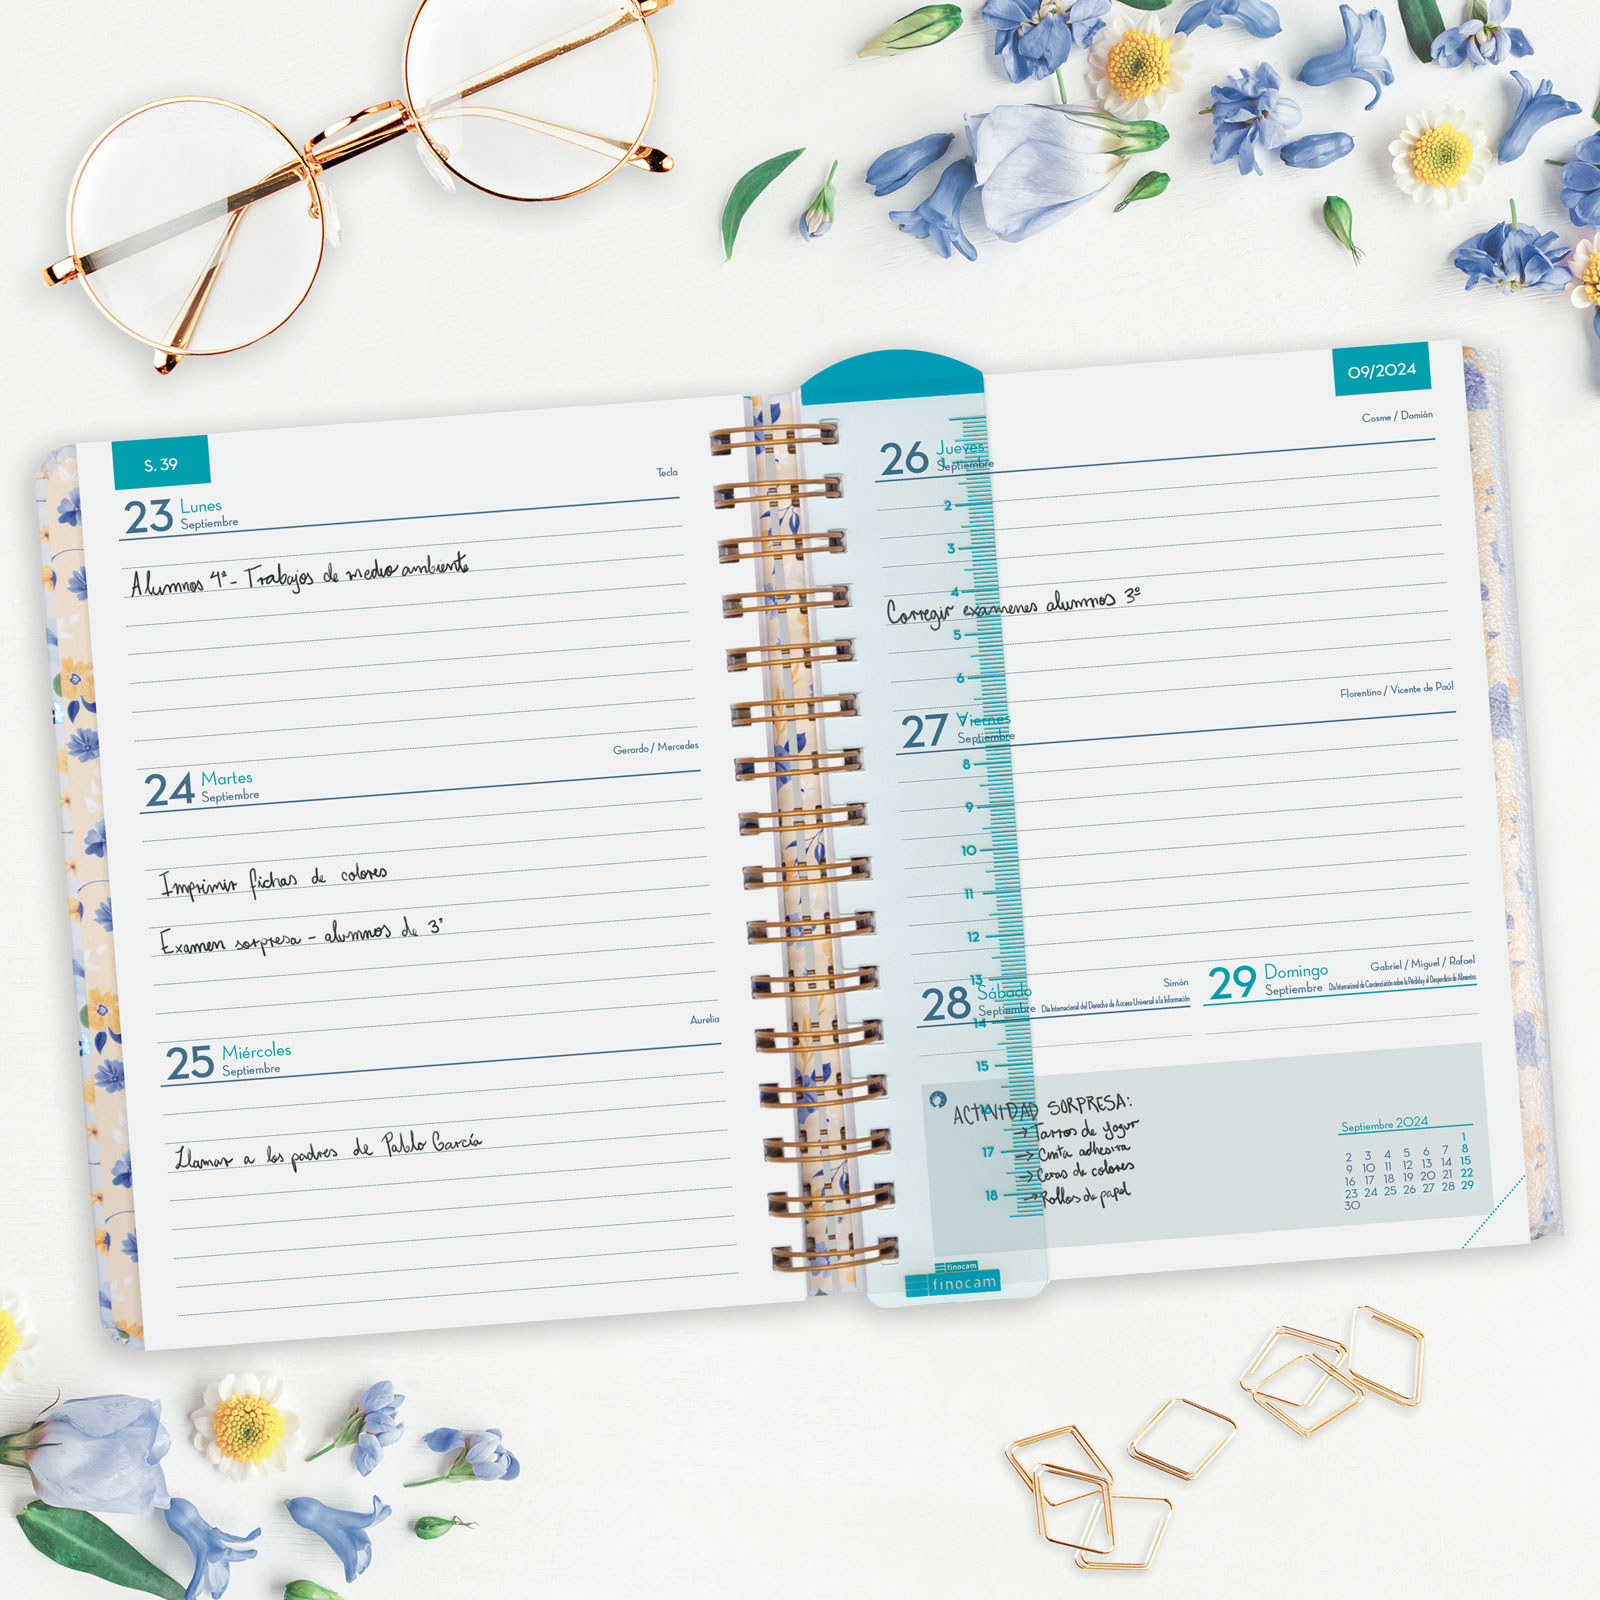 S. 39
Tecla
23 Lunes
Septiembre
Alumnos 4º - Trabajos de medio ambiente
Gerardo / Mercedes
24 Martes
Septiembre
Imprimir fichas de colores
Examen sorpresa - alumnos de 3º
Aurelia
25 Miércoles
Septiembre
Llamar a los padres de Pablo García
09/2024
Cosme / Damián
26 Jueves
Septiembre
Corregir exámenes alumnos 3º
Florentino / Vicente de Paúl
27 Viernes
Septiembre
Simón
28 Sábado
Septiembre Día Internacional del Derecho de Acceso Universal a la Información
Gabriel / Miguel / Rafael
29 Domingo
Septiembre Día Internacional de Concienciación sobre la Pérdida y el Desperdicio de Alimentos
ACTIVIDAD SORPRESA:
→ Tarros de yogur
→ Cinta adhesiva
→ Ceras de colores
→ Rollos de papel
Septiembre 2024
1
2 3 4 5 6 7 8
9 10 11 12 13 14 15
16 17 18 19 20 21 22
23 24 25 26 27 28 29
30
2
3
4
5
6
8
9
10
11
12
13
14
15
16
17
18
finocam
finocam